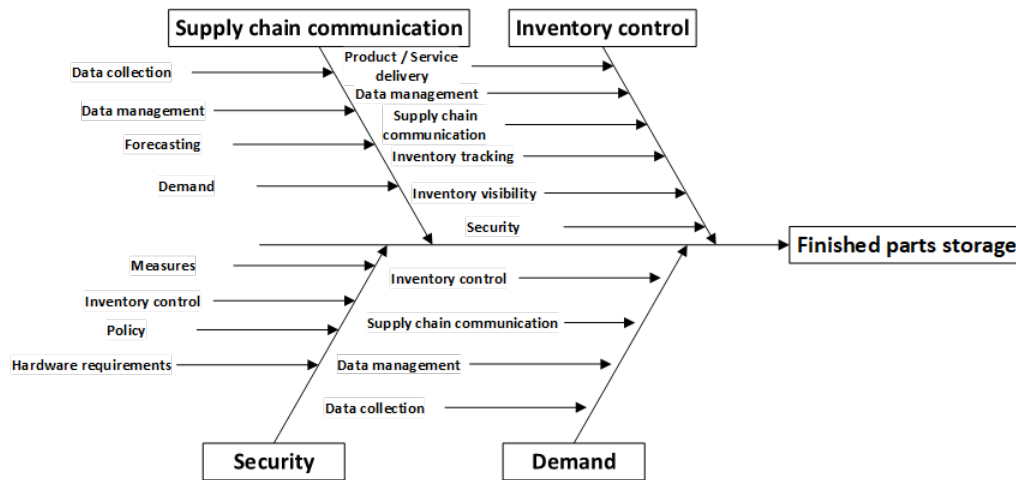 Supply chain communication
Inventory control
Data collection
Data management
Forecasting
Demand
Product / Service
delivery
Data management
Supply chain
communication
Inventory tracking
Inventory visibility
Security
Finished parts storage
Measures
Inventory control
Policy
Hardware requirements
Inventory control
Supply chain communication
Data management
Data collection
Security
Demand